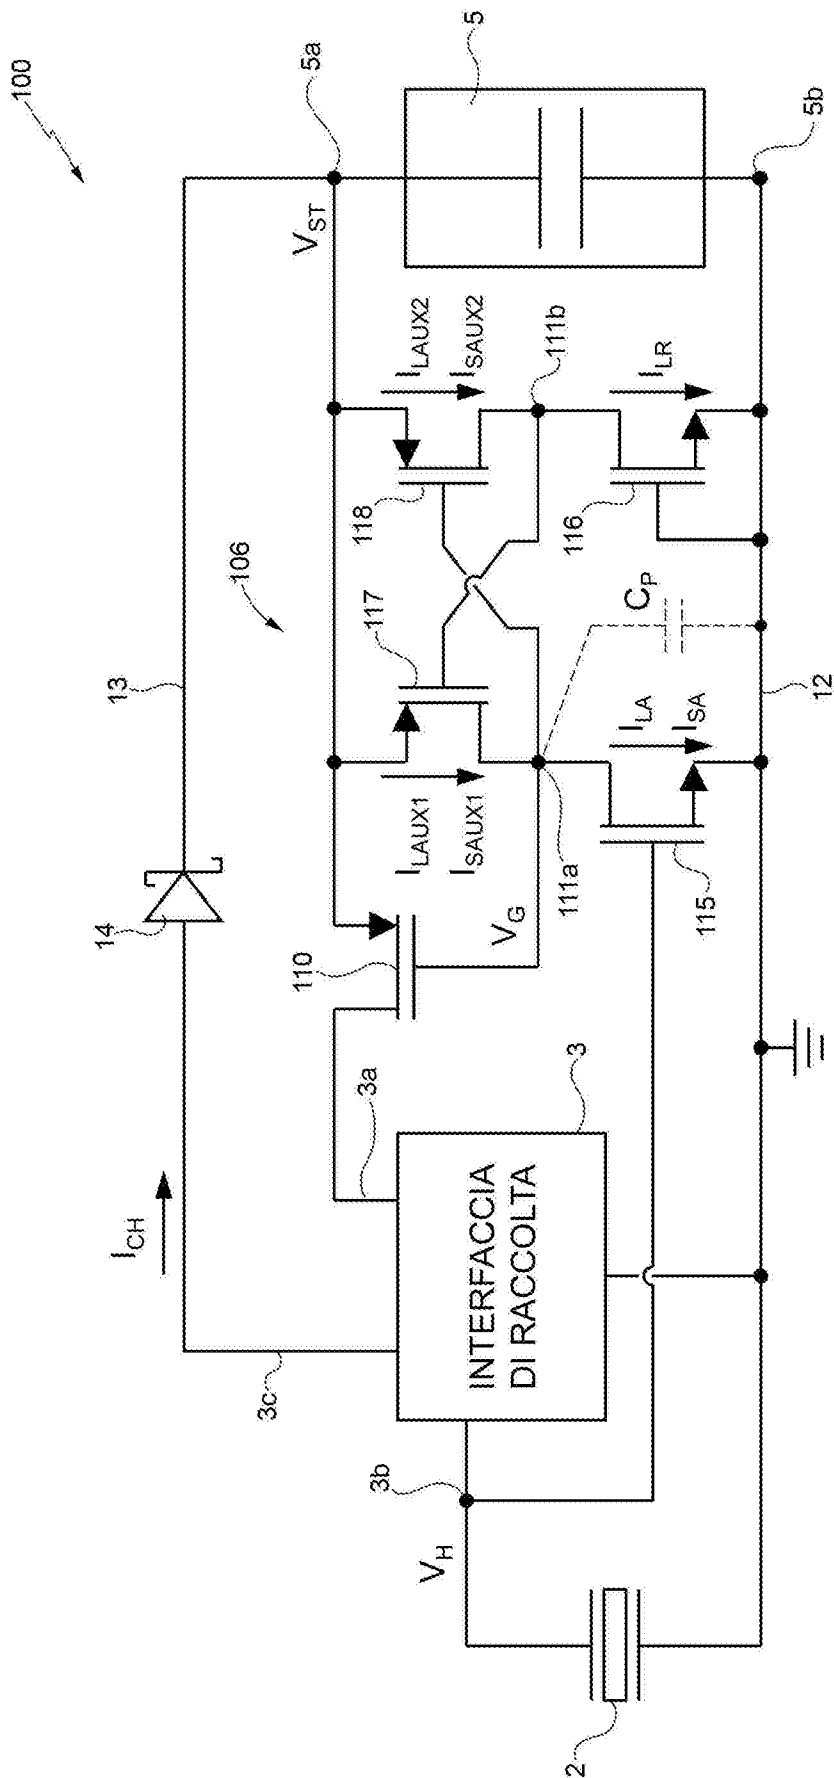 100
5a
5
5b
V_ST
I_LAUX2
I_SAUX2
111b
I_LR
118
116
106
117
C_P
13
12
I_LAUX1
I_SAUX1
111a
I_LA
I_SA
115
14
110
V_G
3a
3
I_CH
INTERFACCIA
DI RACCOLTA
3c
3b
V_H
2